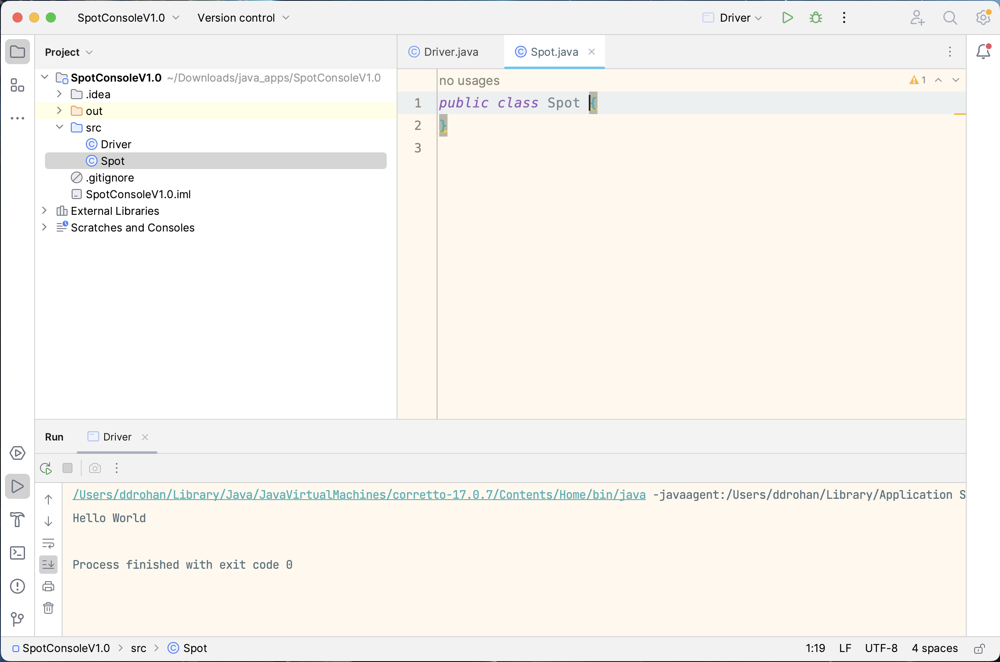 SpotConsoleV1.0 Version control Driver
Project
Driver.java Spot.java
SpotConsoleV1.0 ~/Downloads/java_apps/SpotConsoleV1.0
.idea
out
src
Driver
Spot
.gitignore
SpotConsoleV1.0.iml
External Libraries
Scratches and Consoles
no usages
1
1 public class Spot {
2 }
3
Run Driver
/Users/ddrohan/Library/Java/JavaVirtualMachines/corretto-17.0.7/Contents/Home/bin/java -javaagent:/Users/ddrohan/Library/Application S
Hello World
Process finished with exit code 0
SpotConsoleV1.0 > src > Spot
1:19 LF UTF-8 4 spaces